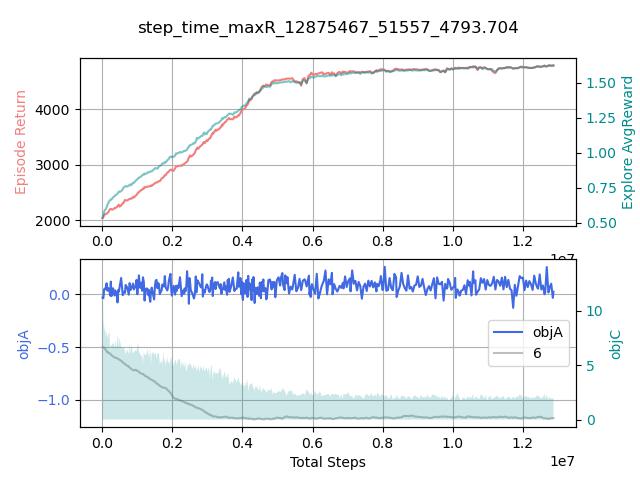 step_time_maxR_12875467_51557_4793.704
Episode Return
4000
3000
2000
1.50
1.25
1.00
0.75
0.50
Explore AvgReward
0.0 0.2 0.4 0.6 0.8 1.0 1.2
1e7
objA
0.0
−0.5
−1.0
objA
6
10
5
0
objC
0.0 0.2 0.4 0.6 0.8 1.0 1.2
Total Steps
1e7